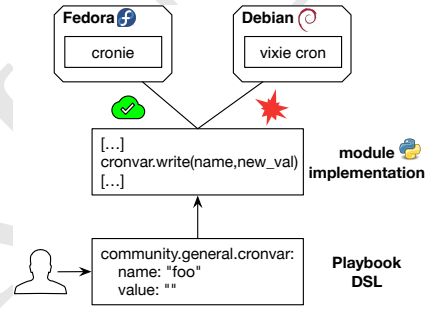 Fedora
Debian
cronie
vixie cron
[...]
cronvar.write(name,new_val)
[...]
module
implementation
community.general.cronvar:
name: "foo"
value: ""
Playbook
DSL